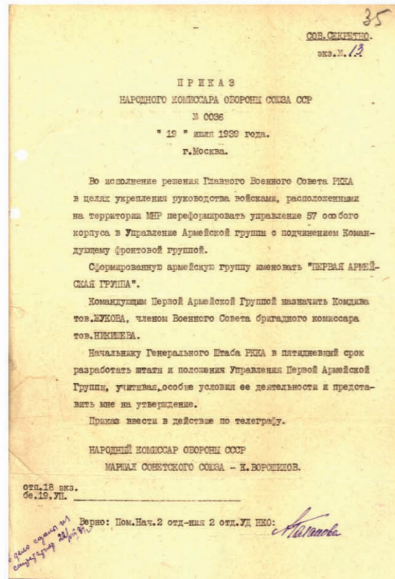 35
СОВ.СЕКРЕТНО.
экз.№.13
ПРИКАЗ
НАРОДНОГО КОМИССАРА ОБОРОНЫ СОЮЗА ССР
№ 0036
" 19 " июля 1939 года.
г.Москва.
Во исполнение решения Главного Военного Совета РККА
в целях укрепления руководства войсками, расположенными
на территории МНР переформировать управление 57 особого
корпуса в Управление Армейской группы с подчинением Коман-
дующему фронтовой группой.
Сформированную армейскую группу именовать "ПЕРВАЯ АРМЕЙ-
СКАЯ ГРУППА".
Командующим Первой Армейской Группой назначить Комдива
тов.ЖУКОВА, членом Военного Совета бригадного комиссара
тов.НИКИШЕВА.
Начальнику Генерального Штаба РККА в пятидневный срок
разработать штаты и положения Управления Первой Армейской
Группы, учитывая,особые условия ее деятельности и предста-
вить мне на утверждение.
Приказ ввести в действие по телеграфу.
НАРОДНЫЙ КОМИССАР ОБОРОНЫ СССР
МАРШАЛ СОВЕТСКОГО СОЮЗА - К.ВОРОШИЛОВ.
отп.18 экз.
бе.19.УП.
Верно: Пом.Нач.2 отд-ния 2 отд.УД НКО: